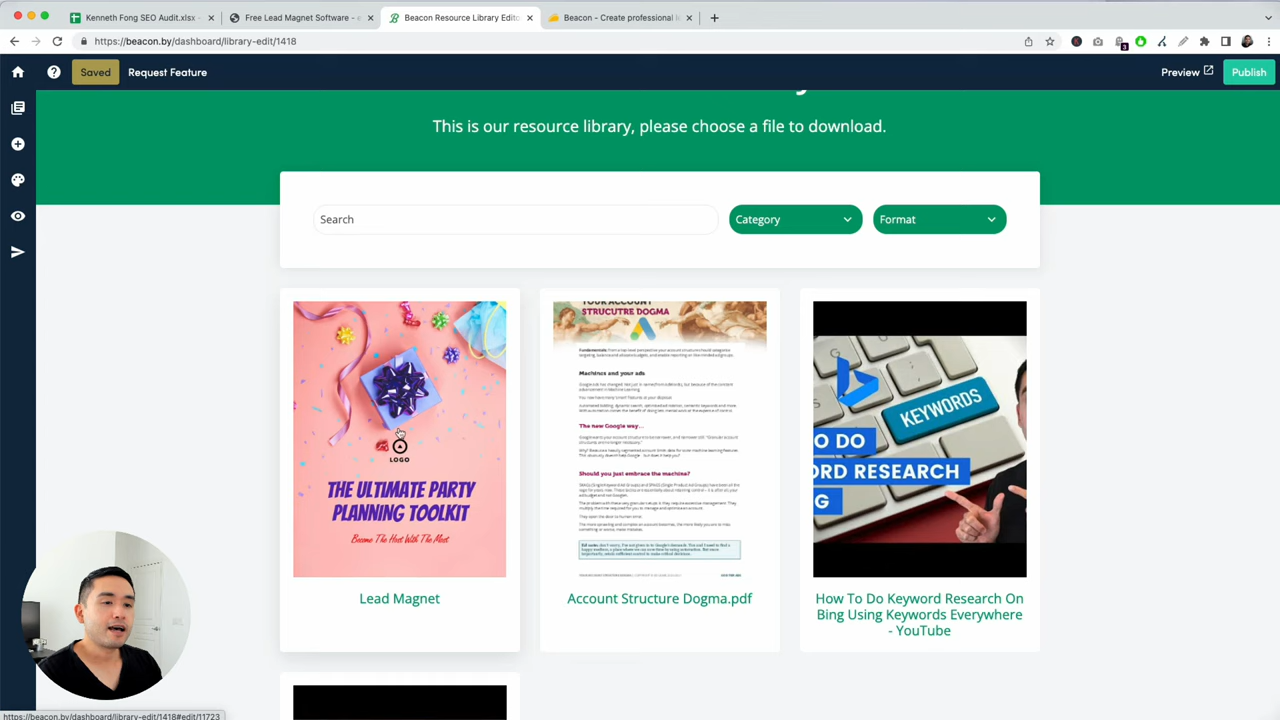 Kenneth Fong SEO Audit.xlsx
Free Lead Magnet Software - e
Beacon Resource Library Edito
Beacon - Create professional l
https://beacon.by/dashboard/library-edit/1418
3
Saved
Request Feature
Preview
Publish
This is our resource library, please choose a file to download.
Search
Category
Format
LOGO
THE ULTIMATE PARTY
PLANNING TOOLKIT
Become The Host With The Most
Lead Magnet
YOUR ACCOUNT
STRUCUTRE DOGMA
Machines and your ads
The new Google way...
Should you just embrace the machine?
Account Structure Dogma.pdf
KEYWORDS
O DO
ORD RESEARCH
G
How To Do Keyword Research On
Bing Using Keywords Everywhere
- YouTube
https://beacon.by/dashboard/library-edit/1418#edit/11723